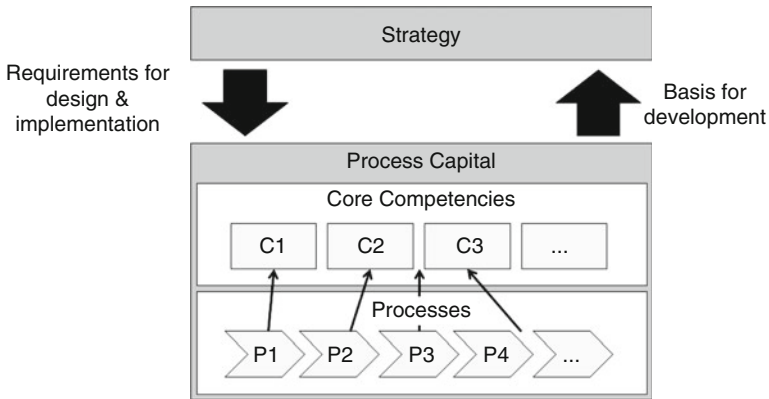 Strategy
Requirements for
design &
implementation
Basis for
development
Process Capital
Core Competencies
C1 C2 C3 ...
Processes
P1 P2 P3 P4 ...